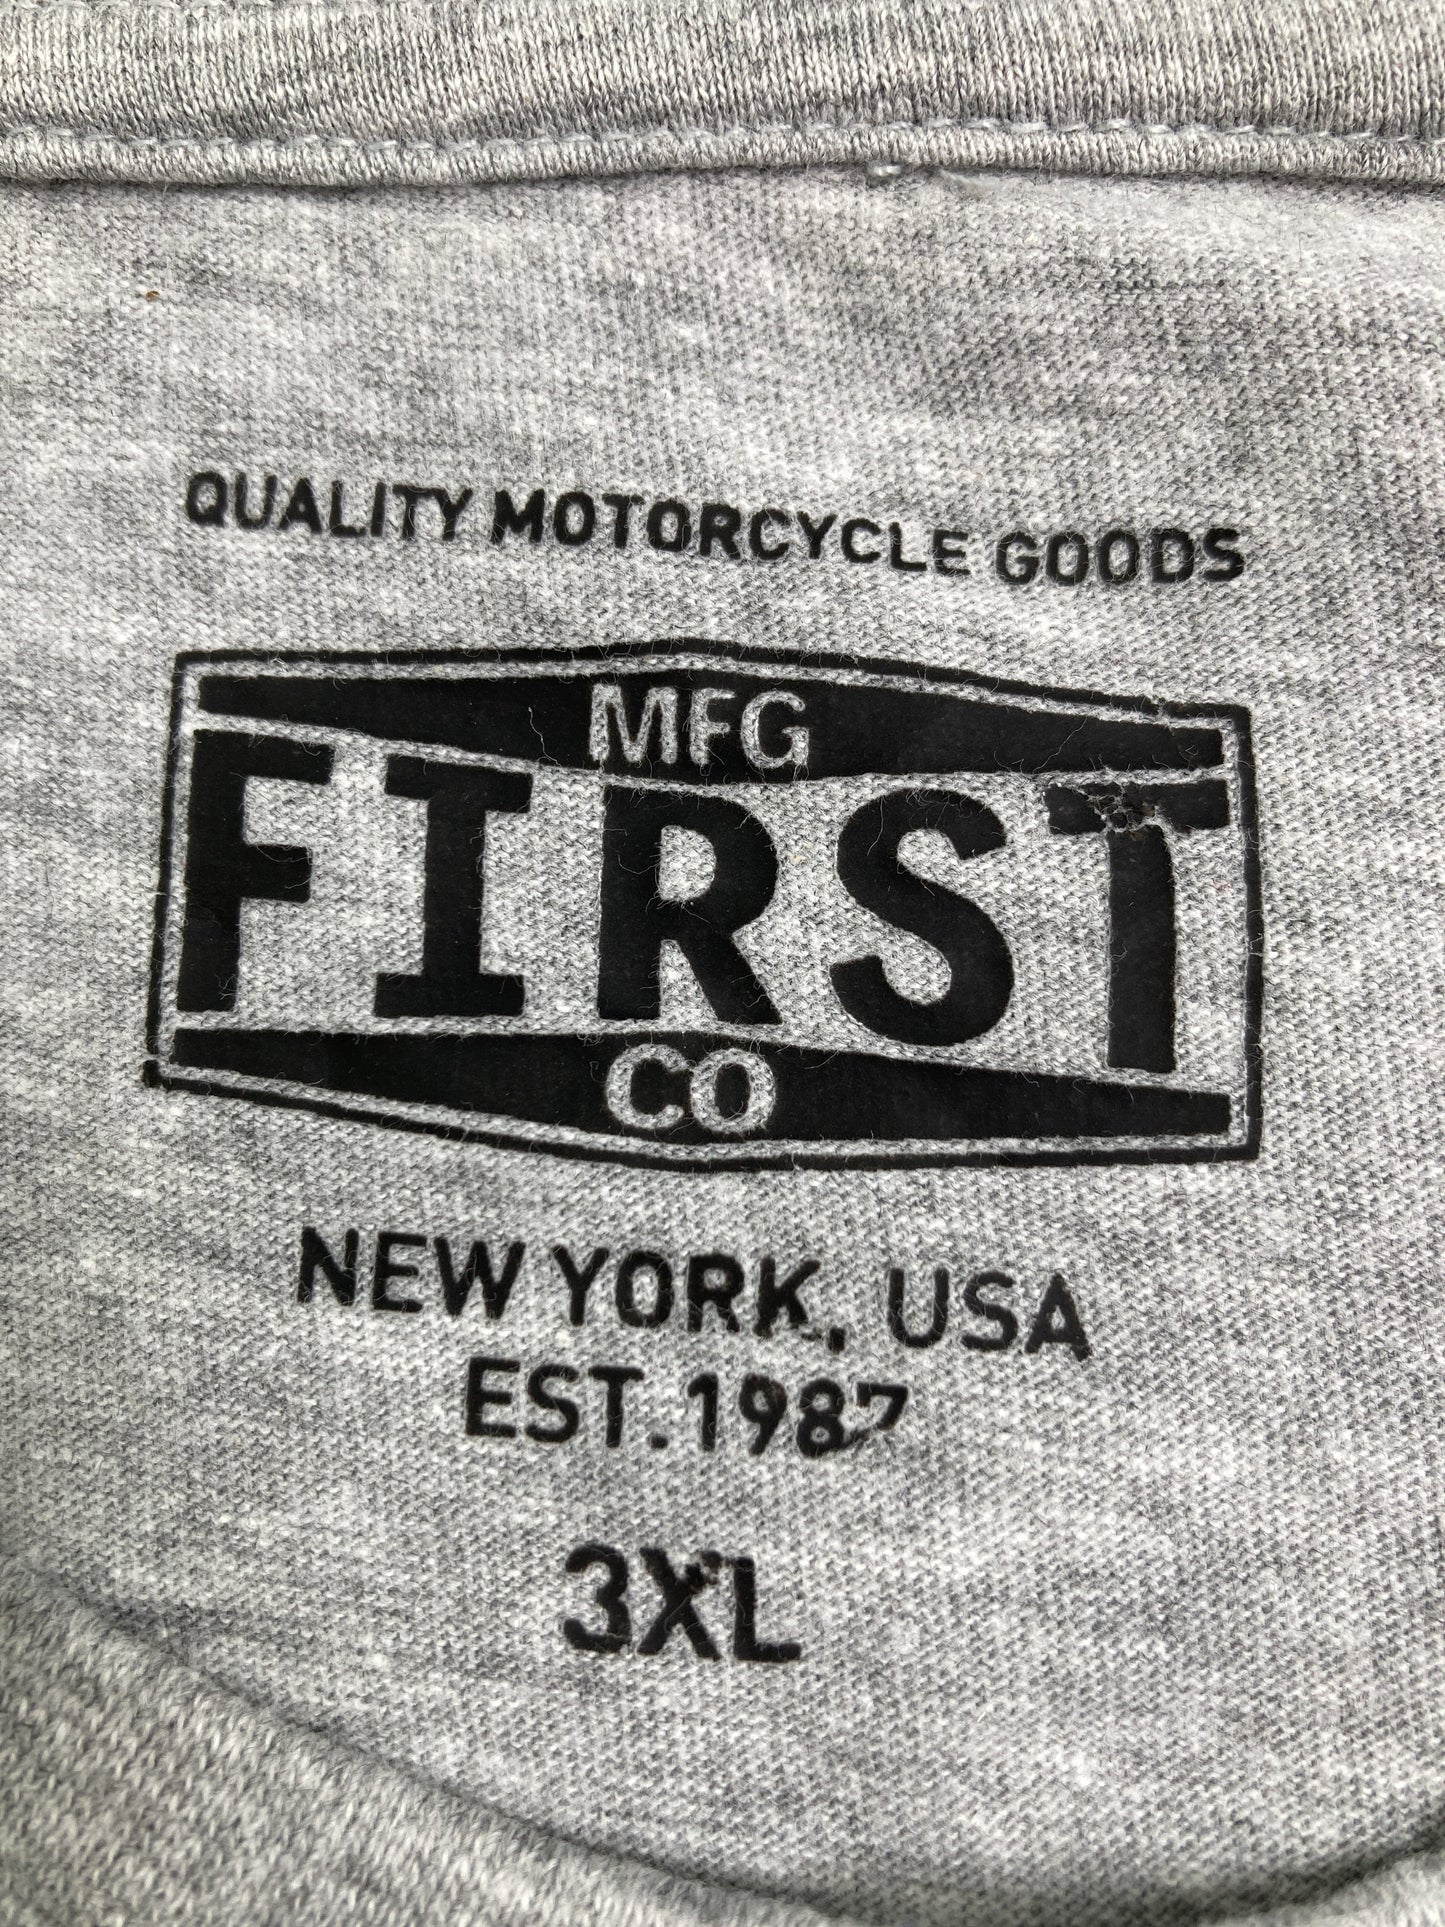 QUALITY MOTORCYCLE GOODS
MFG
FIRST
CO
NEW YORK, USA
EST.1987
3XL